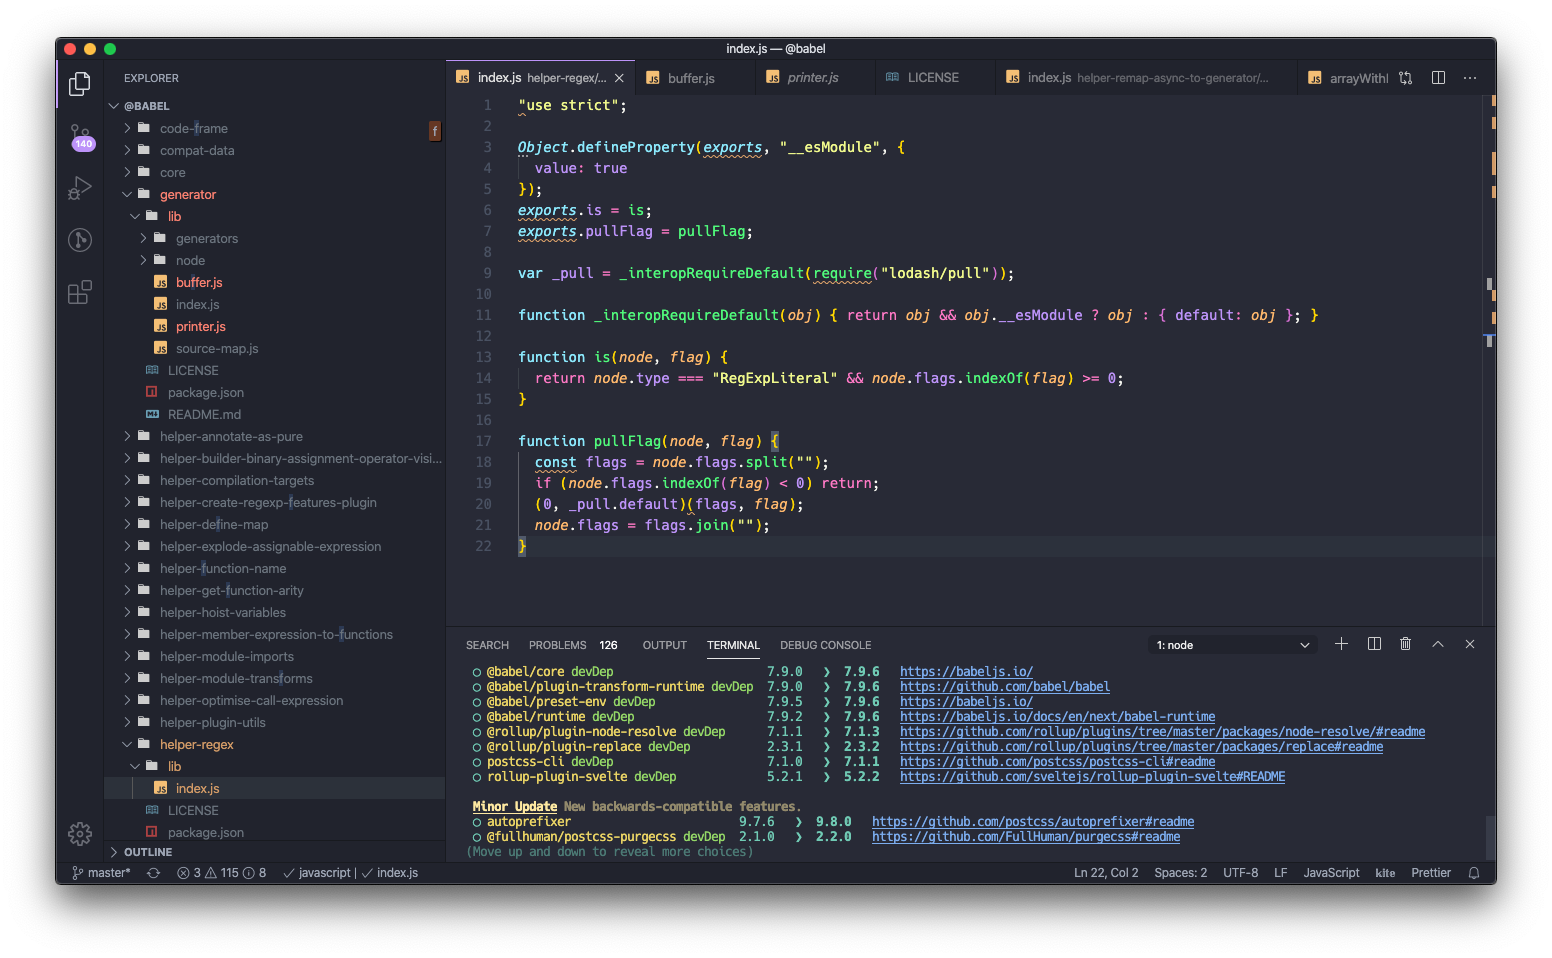 index.js — @babel
EXPLORER
@BABEL
code-frame
f
compat-data
core
generator
lib
generators
node
JS buffer.js
JS index.js
JS printer.js
JS source-map.js
LICENSE
package.json
README.md
helper-annotate-as-pure
helper-builder-binary-assignment-operator-visi...
helper-compilation-targets
helper-create-regexp-features-plugin
helper-define-map
helper-explode-assignable-expression
helper-function-name
helper-get-function-arity
helper-hoist-variables
helper-member-expression-to-functions
helper-module-imports
helper-module-transforms
helper-optimise-call-expression
helper-plugin-utils
helper-regex
lib
JS index.js
LICENSE
package.json
OUTLINE
140
JS index.js helper-regex/...
JS buffer.js
JS printer.js
LICENSE
JS index.js helper-remap-async-to-generator/...
JS arrayWithH
1 "use strict";
2
3 Object.defineProperty(exports, "__esModule", {
4 value: true
5 });
6 exports.is = is;
7 exports.pullFlag = pullFlag;
8
9 var _pull = _interopRequireDefault(require("lodash/pull"));
10
11 function _interopRequireDefault(obj) { return obj && obj.__esModule ? obj : { default: obj }; }
12
13 function is(node, flag) {
14 return node.type === "RegExpLiteral" && node.flags.indexOf(flag) >= 0;
15 }
16
17 function pullFlag(node, flag) {
18 const flags = node.flags.split("");
19 if (node.flags.indexOf(flag) < 0) return;
20 (0, _pull.default)(flags, flag);
21 node.flags = flags.join("");
22 }
SEARCH PROBLEMS 126 OUTPUT TERMINAL DEBUG CONSOLE 1: node
@babel/core devDep 7.9.0 ❯ 7.9.6 https://babeljs.io/
@babel/plugin-transform-runtime devDep 7.9.0 ❯ 7.9.6 https://github.com/babel/babel
@babel/preset-env devDep 7.9.5 ❯ 7.9.6 https://babeljs.io/
@babel/runtime devDep 7.9.2 ❯ 7.9.6 https://babeljs.io/docs/en/next/babel-runtime
@rollup/plugin-node-resolve devDep 7.1.1 ❯ 7.1.3 https://github.com/rollup/plugins/tree/master/packages/node-resolve/#readme
@rollup/plugin-replace devDep 2.3.1 ❯ 2.3.2 https://github.com/rollup/plugins/tree/master/packages/replace#readme
postcss-cli devDep 7.1.0 ❯ 7.1.1 https://github.com/postcss/postcss-cli#readme
rollup-plugin-svelte devDep 5.2.1 ❯ 5.2.2 https://github.com/sveltejs/rollup-plugin-svelte#README
Minor Update New backwards-compatible features.
autoprefixer 9.7.6 ❯ 9.8.0 https://github.com/postcss/autoprefixer#readme
@fullhuman/postcss-purgecss devDep 2.1.0 ❯ 2.2.0 https://github.com/FullHuman/purgecss#readme
(Move up and down to reveal more choices)
master* 3 115 8 javascript | index.js Ln 22, Col 2 Spaces: 2 UTF-8 LF JavaScript kite Prettier